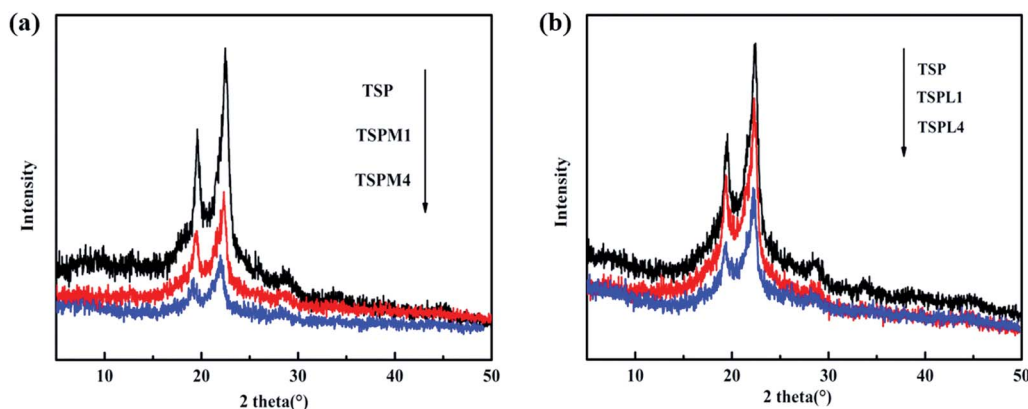 (a)
TSP
TSPM1
TSPM4
Intensity
10 20 30 40 50
2 theta(°)
(b)
TSP
TSPL1
TSPL4
Intensity
10 20 30 40 50
2 theta(°)